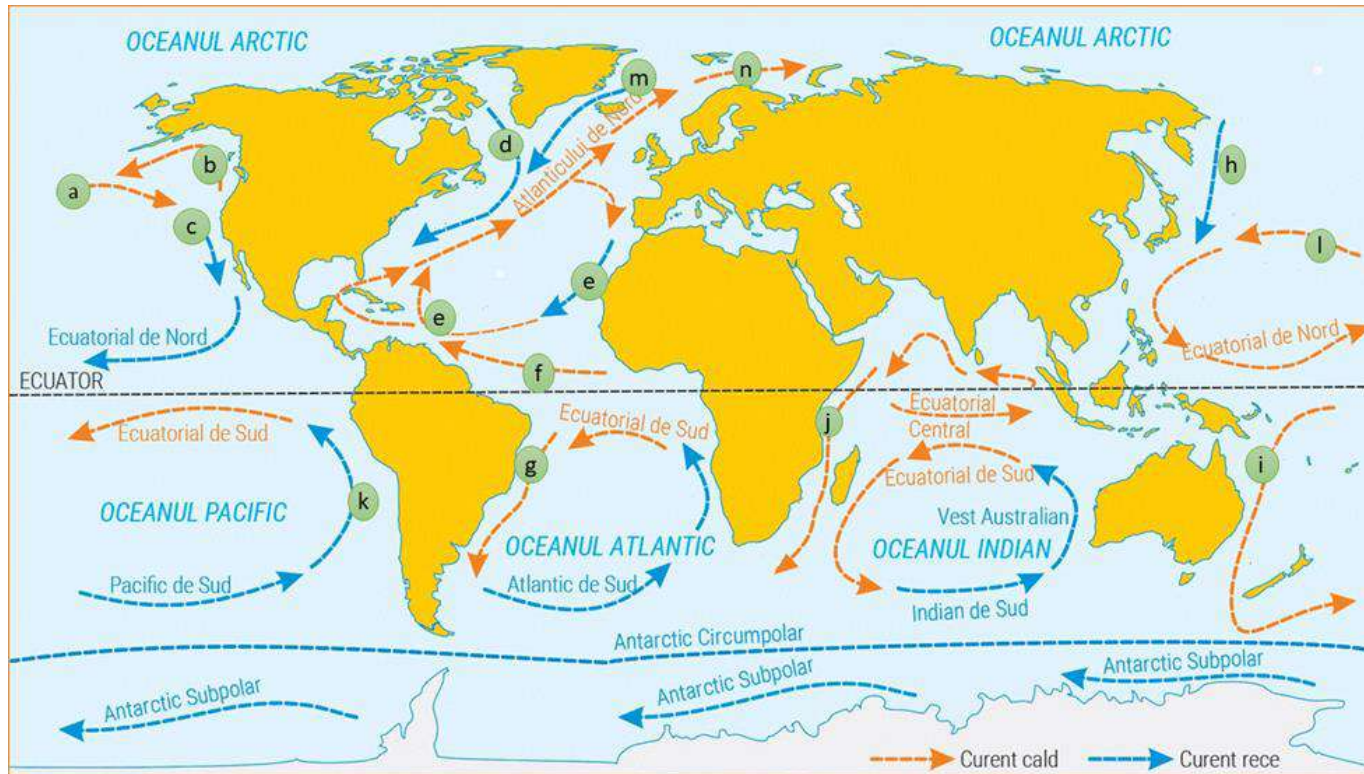 OCEANUL ARCTIC
OCEANUL ARCTIC
m
n
d
b
a
c
h
l
Atlanticului de Nord
e
e
f
Ecuatorial de Nord
Ecuatorial de Nord
ECUATOR
Ecuatorial de Sud
Ecuatorial de Sud
Ecuatorial
Central
j
g
i
k
Ecuatorial de Sud
OCEANUL PACIFIC
Vest Australian
OCEANUL ATLANTIC
OCEANUL INDIAN
Pacific de Sud
Atlantic de Sud
Indian de Sud
Antarctic Circumpolar
Antarctic Subpolar
Antarctic Subpolar
Antarctic Subpolar
Curent cald
Curent rece